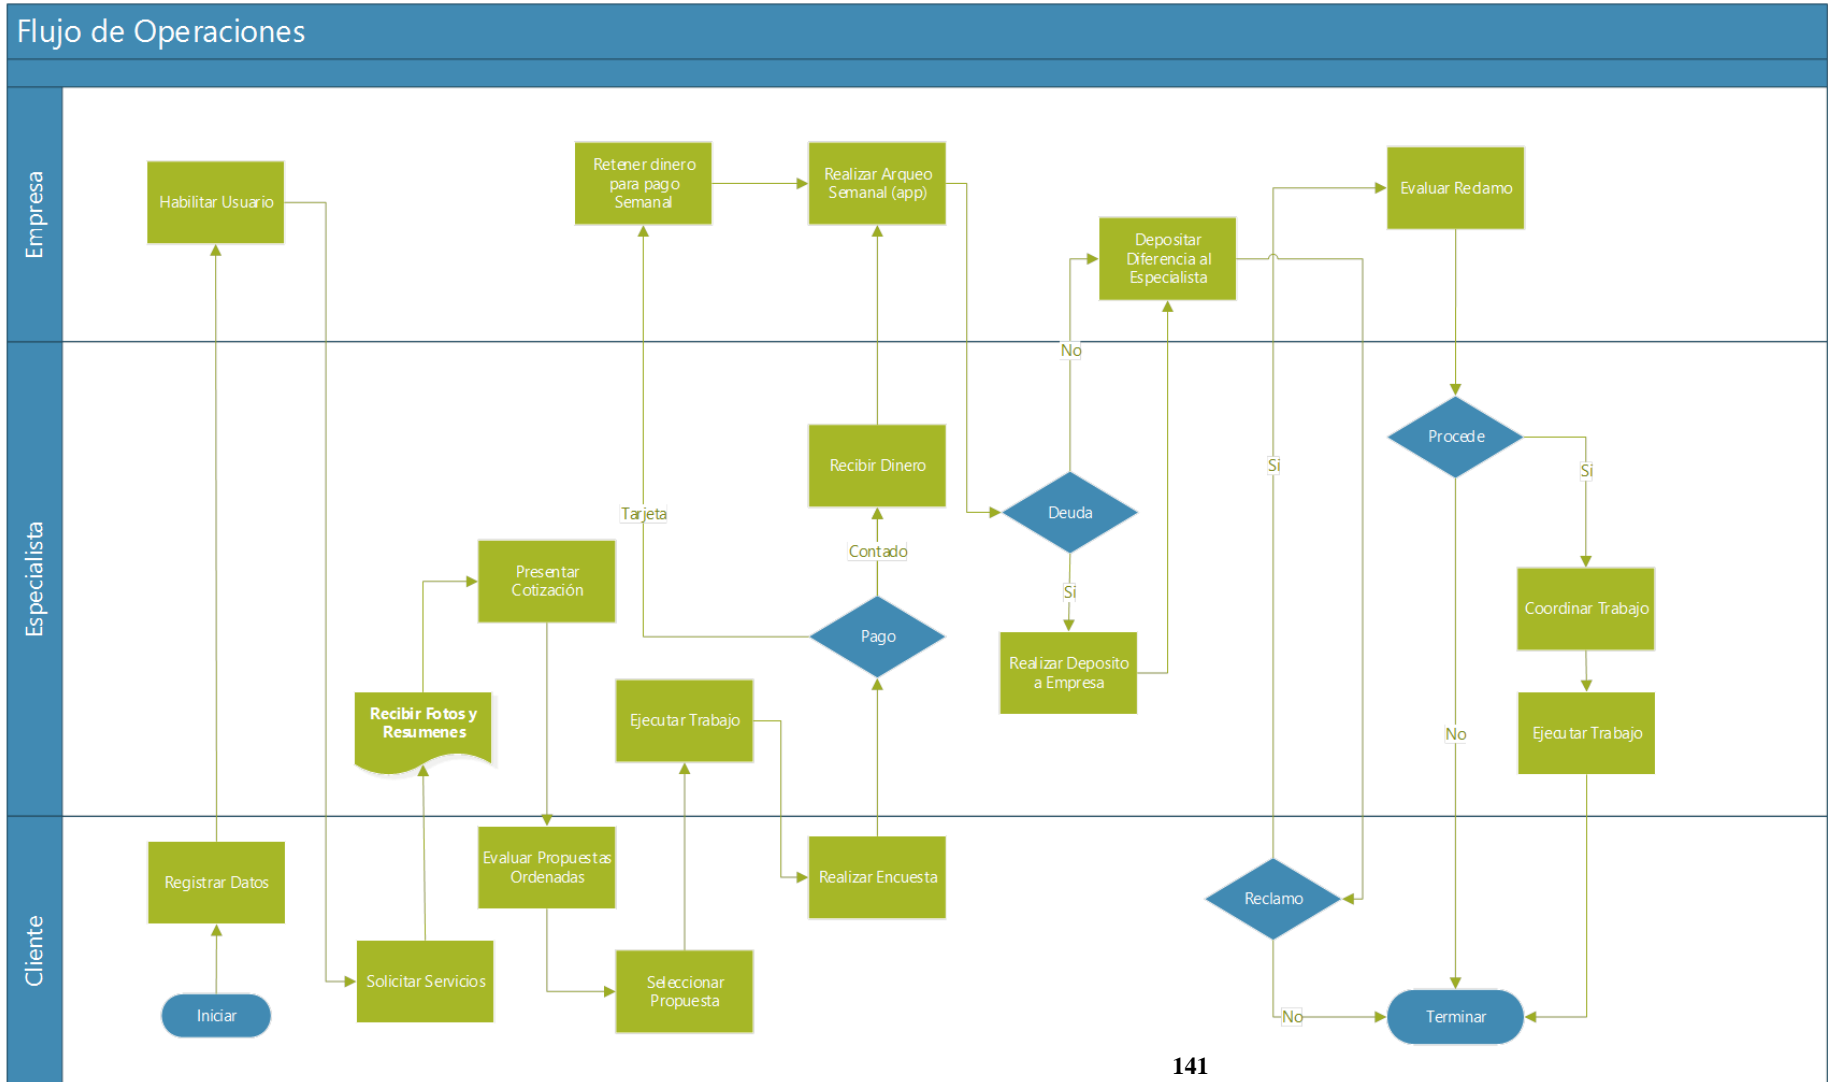 Flujo de Operaciones
Empresa
Habilitar Usuario
Retener dinero
para pago
Semanal
Realizar Arqueo
Semanal (app)
Depositar
Diferencia al
Especialista
Evaluar Reclamo
Especialista
Recibir Fotos y
Resumenes
Presentar
Cotización
Tarjeta
Ejecutar Trabajo
Recibir Dinero
Contado
Pago
No
Deuda
Si
Realizar Deposito
a Empresa
Si
Procede
Si
No
Coordinar Trabajo
Ejecutar Trabajo
Cliente
Registrar Datos
Iniciar
Solicitar Servicios
Evaluar Propuestas
Ordenadas
Seleccionar
Propuesta
Realizar Encuesta
Reclamo
No
Terminar
141